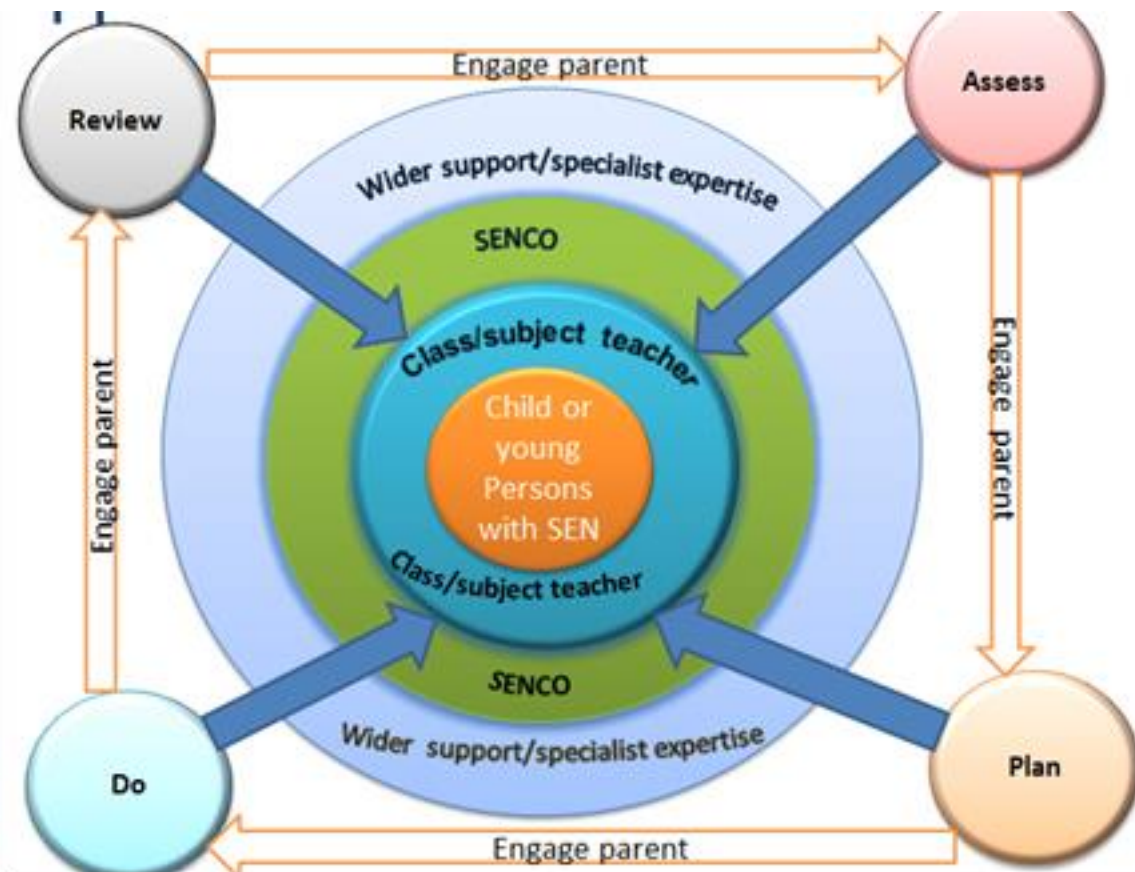 Engage parent
Review
Assess
Wider support/specialist expertise
SENCO
Class/subject teacher
Child or
young
Persons
with SEN
Engage parent
Engage parent
Class/subject teacher
SENCO
Wider support/specialist expertise
Do
Plan
Engage parent